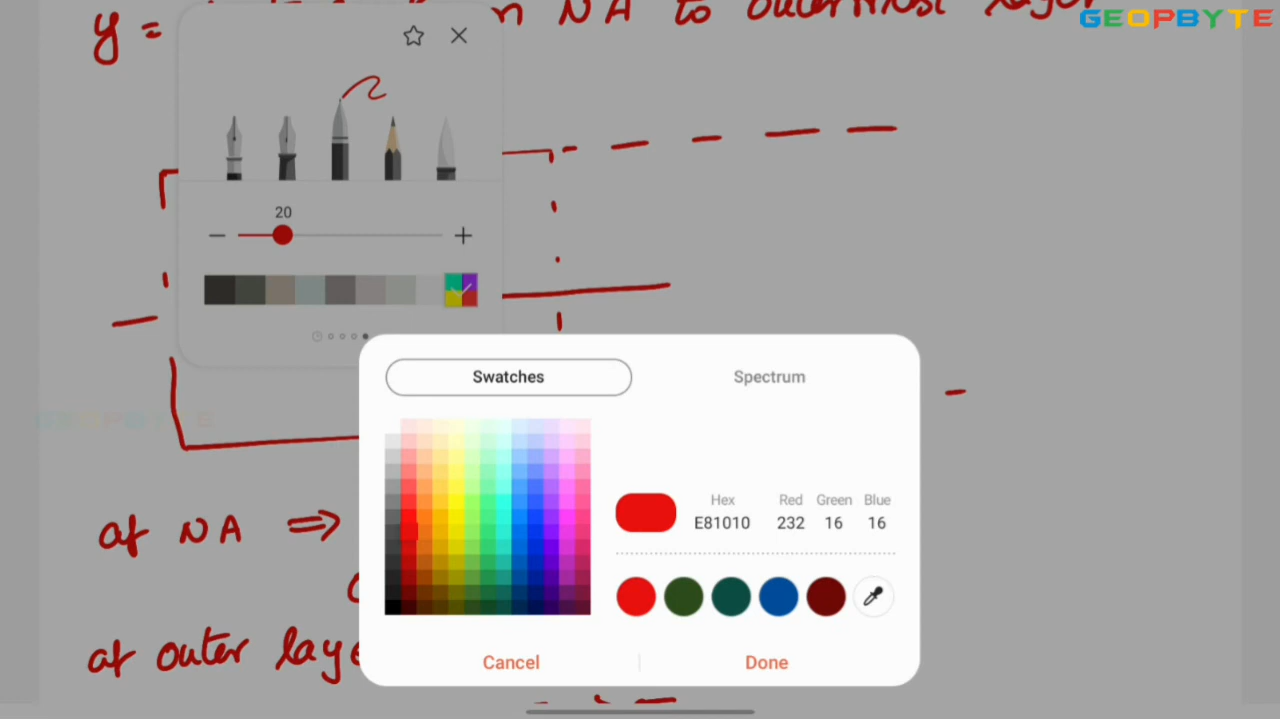 y = n NA to outermost layer
GEOPBYTE
20
Swatches Spectrum
Hex Red Green Blue
E81010 232 16 16
GEOPBYTE
at NA ⇒
at outer laye
Cancel Done